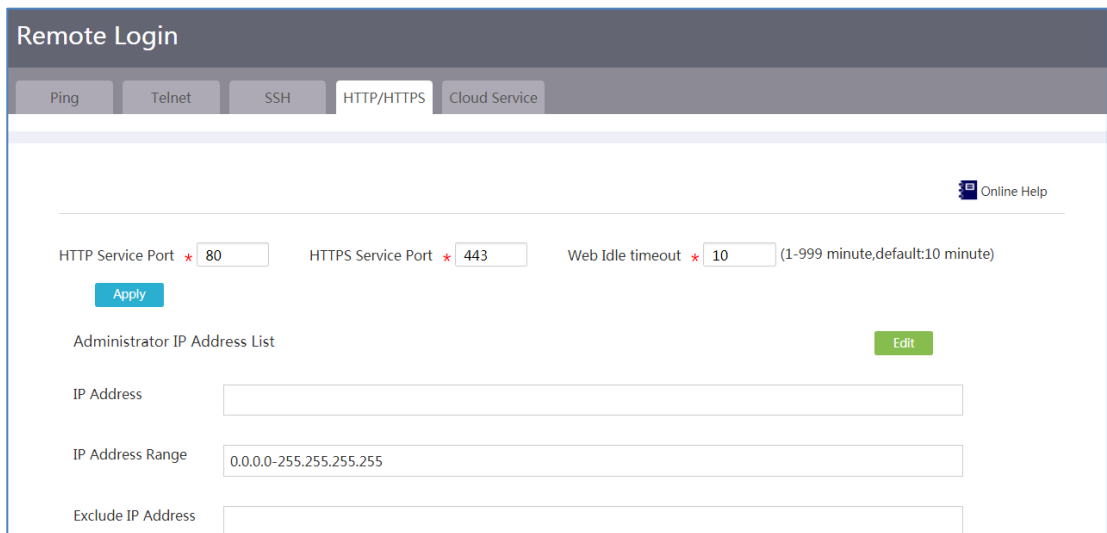 Remote Login
Ping Telnet SSH HTTP/HTTPS Cloud Service
Online Help
HTTP Service Port * 80 HTTPS Service Port * 443 Web Idle timeout * 10 (1-999 minute,default:10 minute)
Apply
Administrator IP Address List Edit
IP Address
IP Address Range 0.0.0.0-255.255.255.255
Exclude IP Address